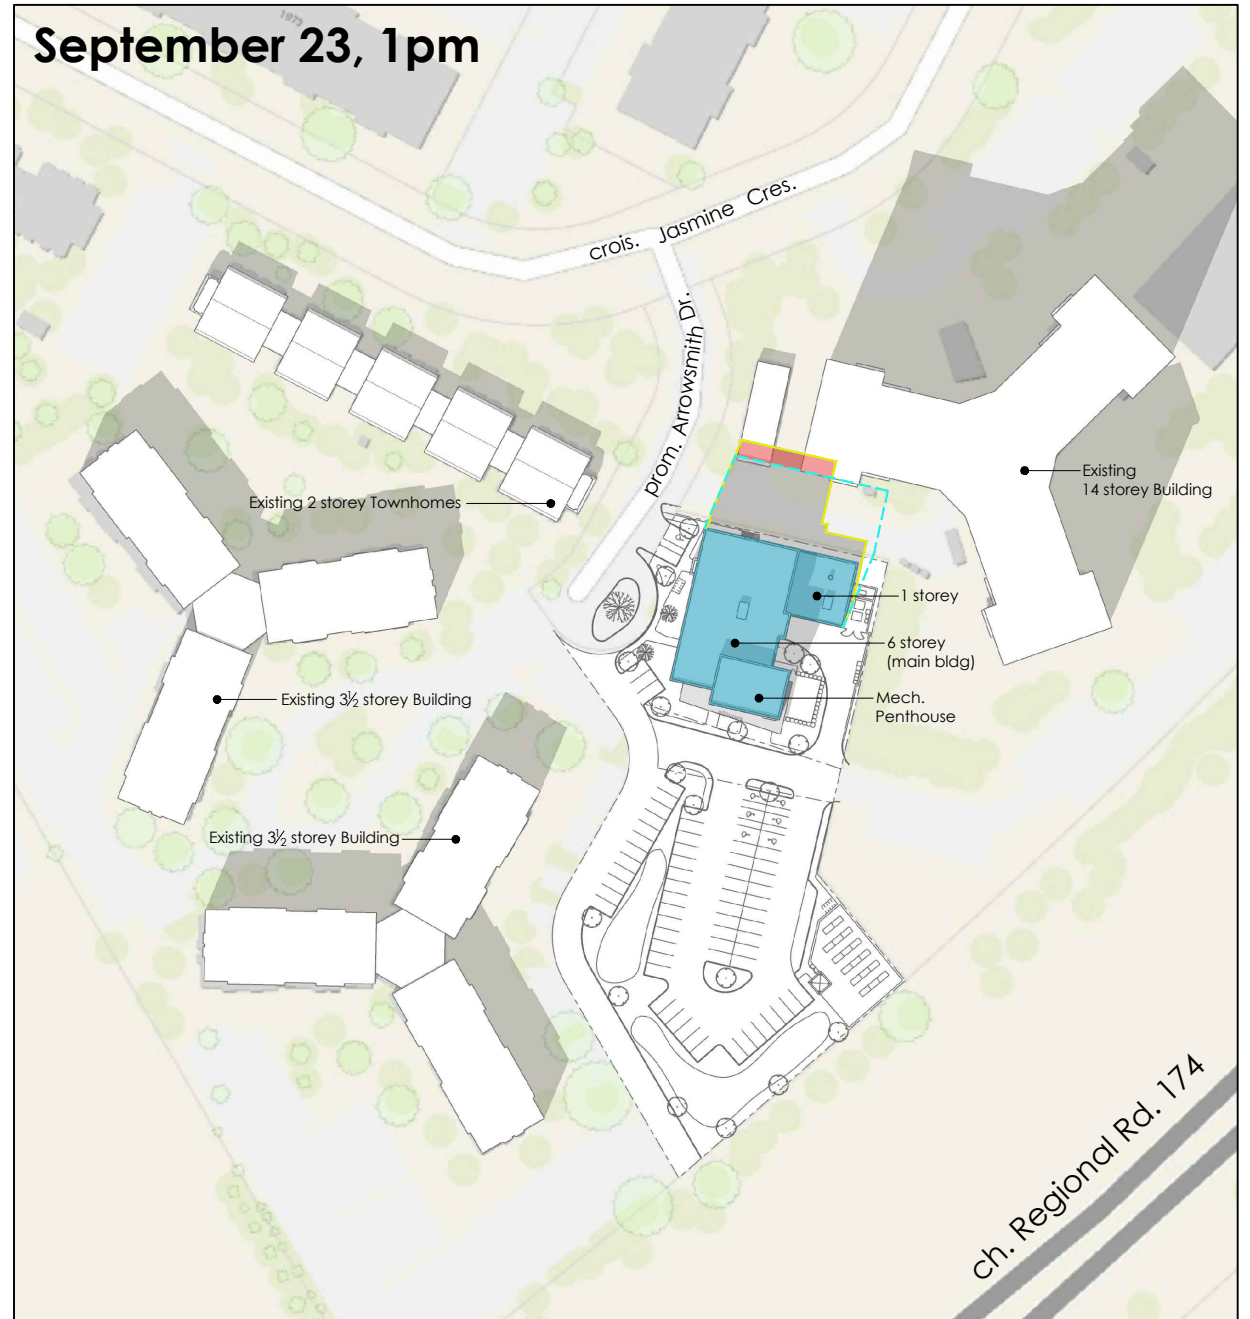 1973
September 23, 1pm
crois. Jasmine Cres.
prom. Arrowsmith Dr.
Existing 2 storey Townhomes
Existing
14 storey Building
1 storey
6 storey
(main bldg)
Mech.
Penthouse
Existing 3½ storey Building
Existing 3½ storey Building
ch. Regional Rd. 174